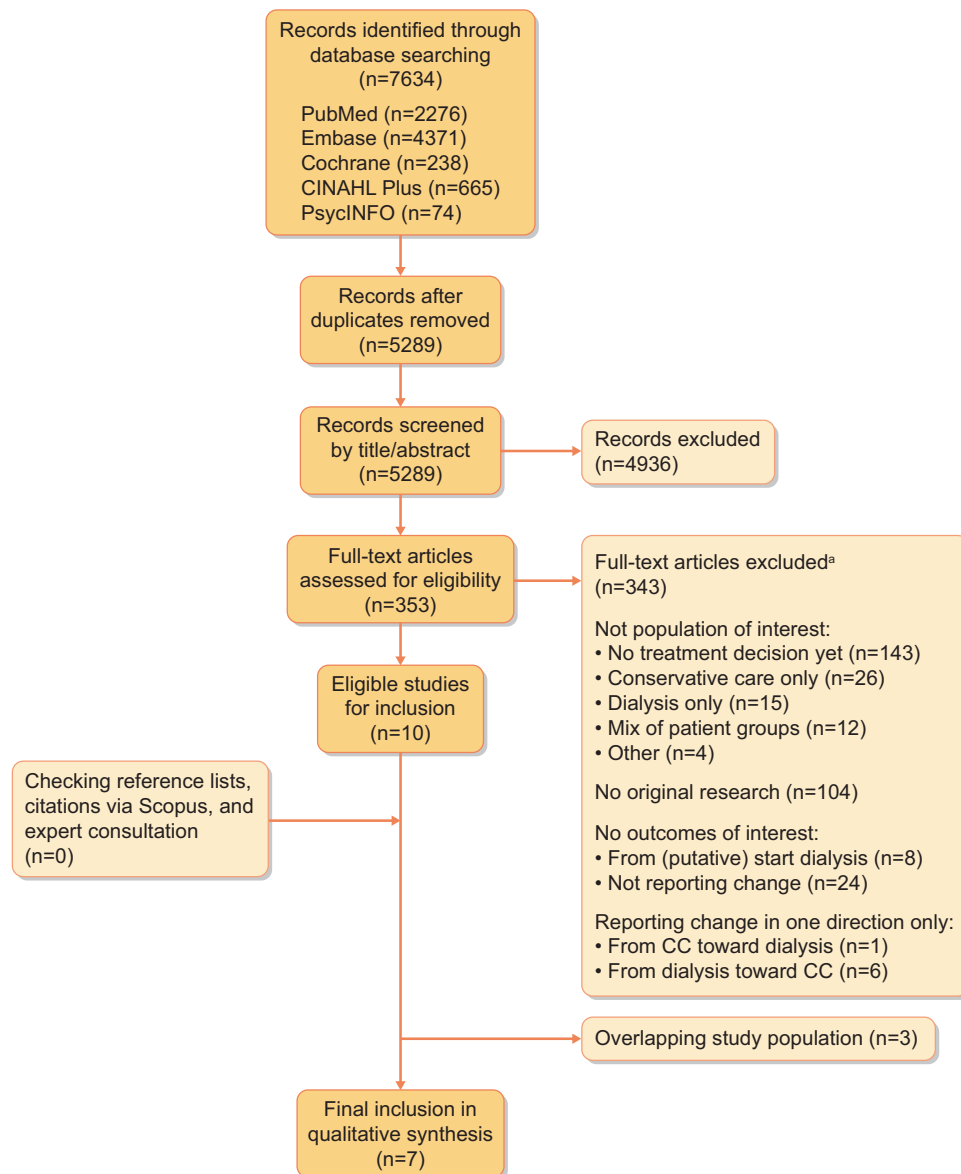 Records identified through
database searching
(n=7634)
PubMed (n=2276)
Embase (n=4371)
Cochrane (n=238)
CINAHL Plus (n=665)
PsycINFO (n=74)
Records after
duplicates removed
(n=5289)
Records screened
by title/abstract
(n=5289)
Records excluded
(n=4936)
Full-text articles
assessed for eligibility
(n=353)
Full-text articles excludedᵃ
(n=343)
Not population of interest:
• No treatment decision yet (n=143)
• Conservative care only (n=26)
• Dialysis only (n=15)
• Mix of patient groups (n=12)
• Other (n=4)
No original research (n=104)
No outcomes of interest:
• From (putative) start dialysis (n=8)
• Not reporting change (n=24)
Reporting change in one direction only:
• From CC toward dialysis (n=1)
• From dialysis toward CC (n=6)
Eligible studies
for inclusion
(n=10)
Checking reference lists,
citations via Scopus, and
expert consultation
(n=0)
Overlapping study population (n=3)
Final inclusion in
qualitative synthesis
(n=7)